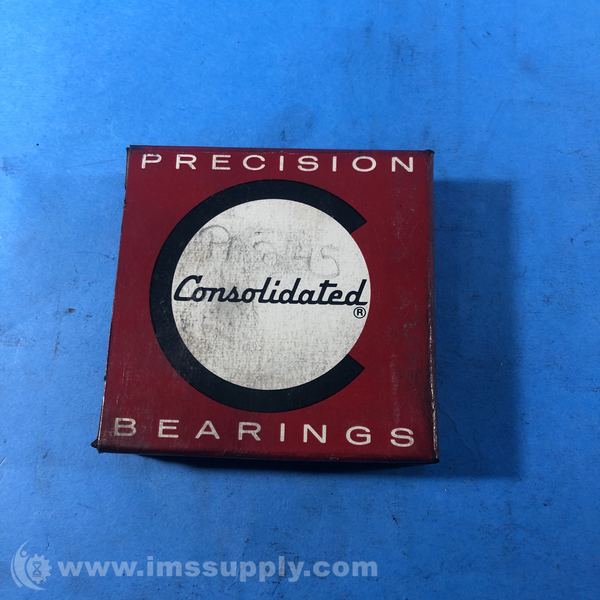 PRECISION
Consolidated
®
BEARINGS
www.imssupply.com